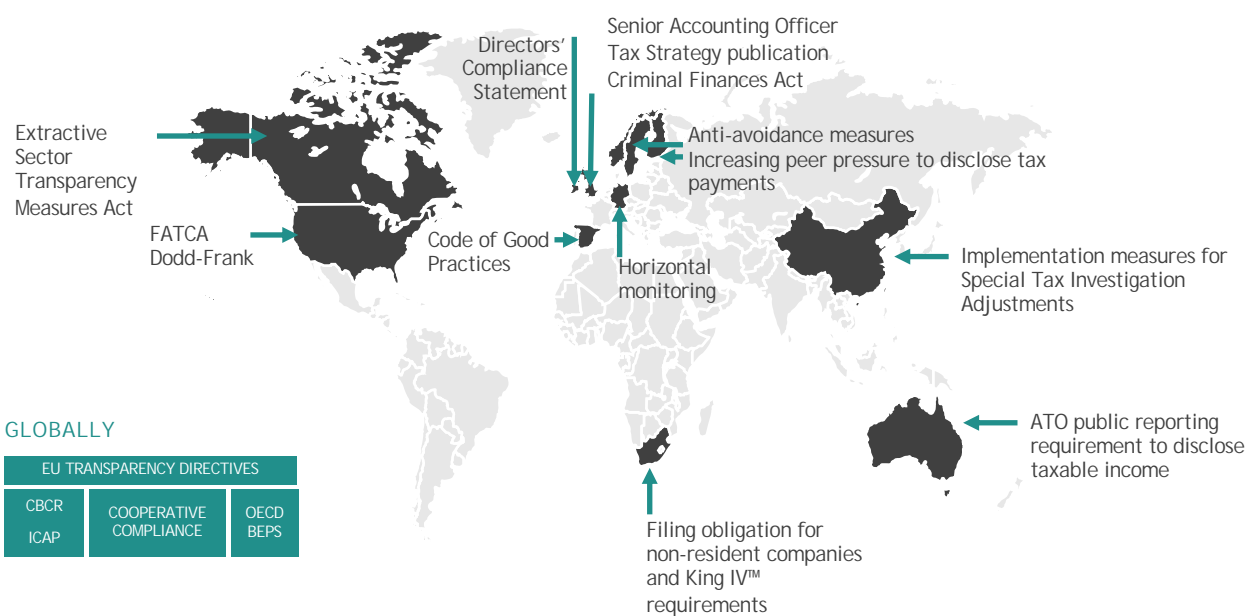 Senior Accounting Officer
Tax Strategy publication
Criminal Finances Act
Directors'
Compliance
Statement
Extractive
Sector
Transparency
Measures Act
Anti-avoidance measures
Increasing peer pressure to disclose tax
payments
FATCA
Dodd-Frank
Code of Good
Practices
Horizontal
monitoring
Implementation measures for
Special Tax Investigation
Adjustments
GLOBALLY
EU TRANSPARENCY DIRECTIVES
CBCR
ICAP
COOPERATIVE
COMPLIANCE
OECD
BEPS
ATO public reporting
requirement to disclose
taxable income
Filing obligation for
non-resident companies
and King IV™
requirements